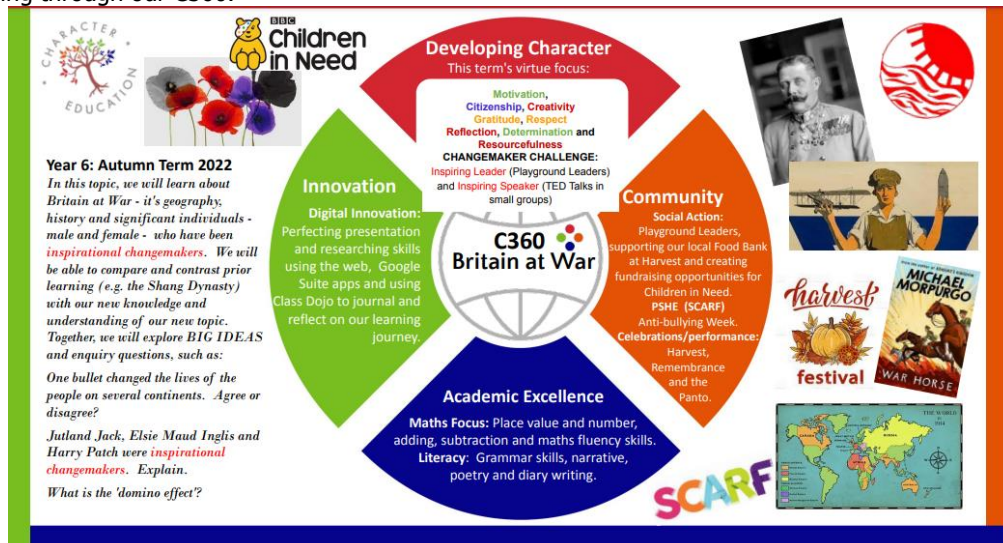 ing through our C360.
CHARACTER
EDUCATION
BBC
Children
in Need
Developing Character
This term's virtue focus:
Motivation,
Citizenship, Creativity
Gratitude, Respect
Reflection, Determination and
Resourcefulness
CHANGEMAKER CHALLENGE:
Inspiring Leader (Playground Leaders)
and Inspiring Speaker (TED Talks in
small groups)
Year 6: Autumn Term 2022
In this topic, we will learn about
Britain at War - it's geography,
history and significant individuals -
male and female - who have been
inspirational changemakers. We will
be able to compare and contrast prior
learning (e.g. the Shang Dynasty)
with our new knowledge and
understanding of our new topic.
Together, we will explore BIG IDEAS
and enquiry questions, such as:
One bullet changed the lives of the
people on several continents. Agree or
disagree?
Jutland Jack, Elsie Maud Inglis and
Harry Patch were inspirational
changemakers. Explain.
What is the 'domino effect'?
Innovation
Digital Innovation:
Perfecting presentation
and researching skills
using the web, Google
Suite apps and using
Class Dojo to journal and
reflect on our learning
journey.
C360
Britain at War
Community
Social Action:
Playground Leaders,
supporting our local Food Bank
at Harvest and creating
fundraising opportunities for
Children in Need.
PSHE (SCARF)
Anti-bullying Week.
Celebrations/performance:
Harvest,
Remembrance
and the
Panto.
Academic Excellence
Maths Focus: Place value and number,
adding, subtraction and maths fluency skills.
Literacy: Grammar skills, narrative,
poetry and diary writing.
harvest
festival
MICHAEL
MORPURGO
WAR HORSE
SCARF
THE WORLD